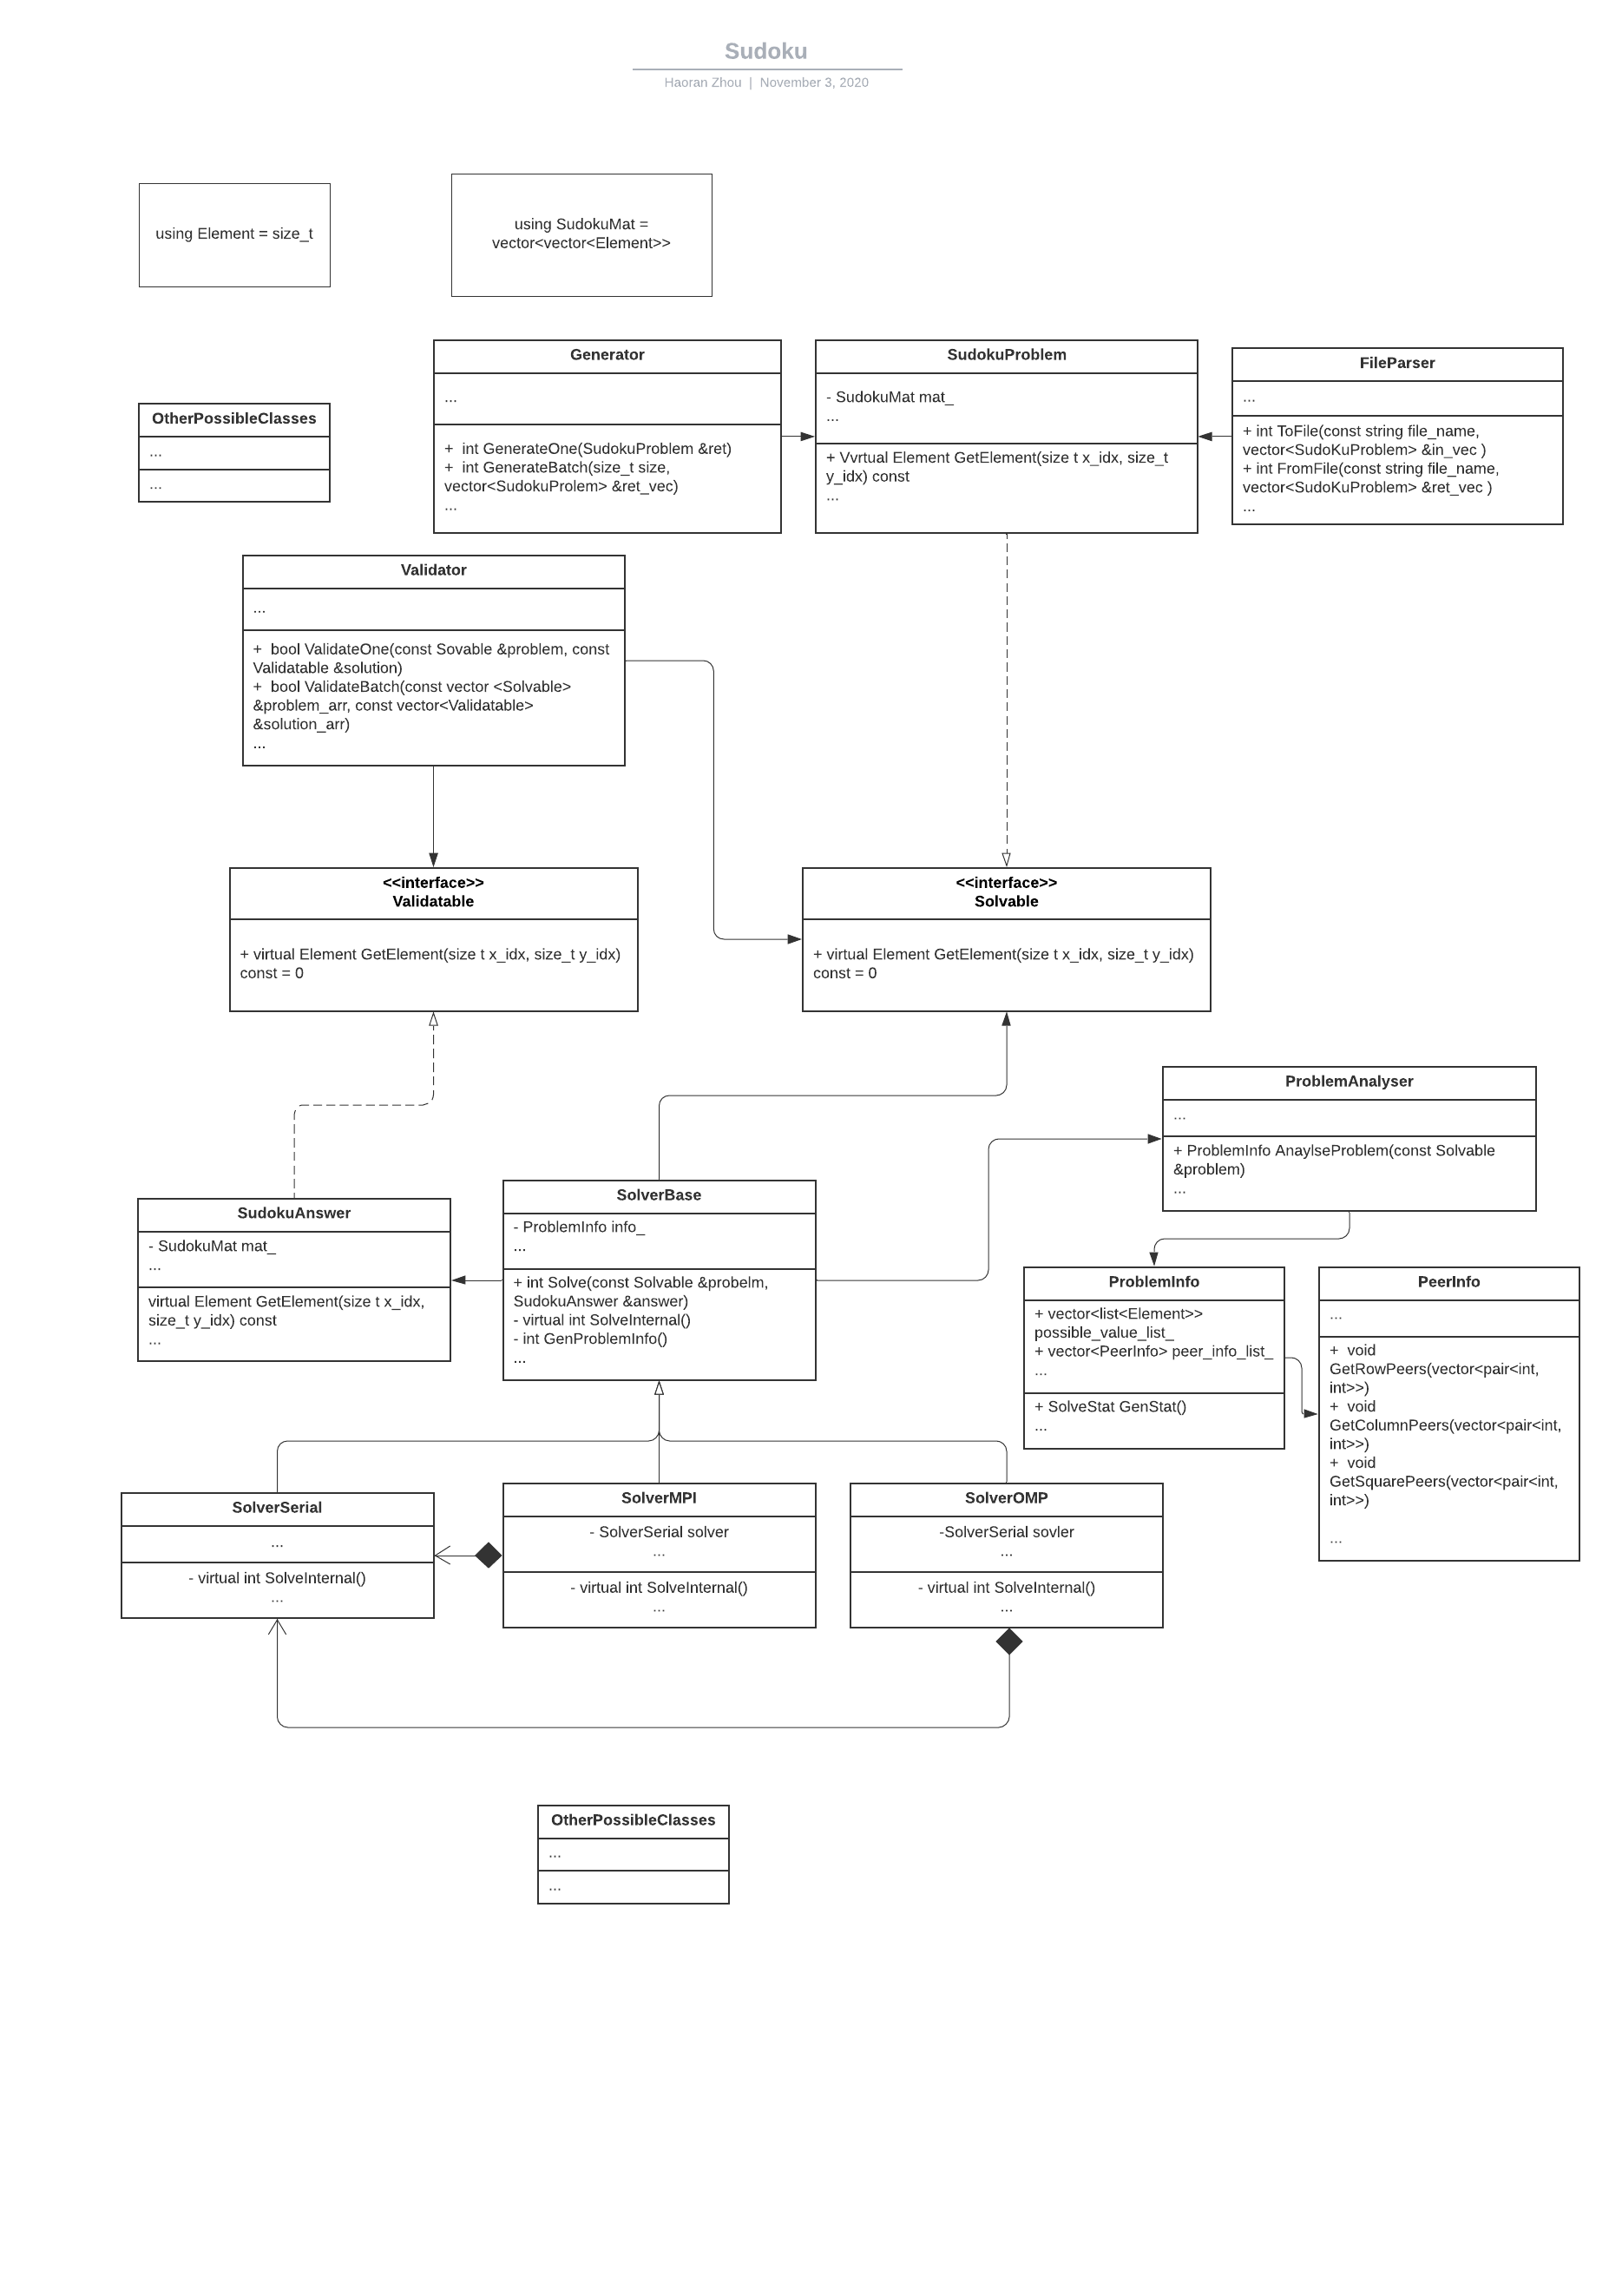 Sudoku
Haoran Zhou | November 3, 2020
using Element = size_t
using SudokuMat =
vector<vector<Element>>
OtherPossibleClasses
...
...
Generator
...
+ int GenerateOne(SudokuProblem &ret)
+ int GenerateBatch(size_t size,
vector<SudokuProlem> &ret_vec)
...
SudokuProblem
- SudokuMat mat_
...
+ Vvrtual Element GetElement(size t x_idx, size_t
y_idx) const
...
FileParser
...
+ int ToFile(const string file_name,
vector<SudoKuProblem> &in_vec )
+ int FromFile(const string file_name,
vector<SudoKuProblem> &ret_vec )
...
Validator
...
+ bool ValidateOne(const Sovable &problem, const
Validatable &solution)
+ bool ValidateBatch(const vector <Solvable>
&problem_arr, const vector<Validatable>
&solution_arr)
...
<<interface>>
Validatable
+ virtual Element GetElement(size t x_idx, size_t y_idx)
const = 0
<<interface>>
Solvable
+ virtual Element GetElement(size t x_idx, size_t y_idx)
const = 0
ProblemAnalyser
...
+ ProblemInfo AnaylseProblem(const Solvable
&problem)
...
SudokuAnswer
- SudokuMat mat_
...
virtual Element GetElement(size t x_idx,
size_t y_idx) const
...
SolverBase
- ProblemInfo info_
...
+ int Solve(const Solvable &probelm,
SudokuAnswer &answer)
- virtual int SolveInternal()
- int GenProblemInfo()
...
ProblemInfo
+ vector<list<Element>>
possible_value_list_
+ vector<PeerInfo> peer_info_list_
...
+ SolveStat GenStat()
...
PeerInfo
...
+ void
GetRowPeers(vector<pair<int,
int>>)
+ void
GetColumnPeers(vector<pair<int,
int>>)
+ void
GetSquarePeers(vector<pair<int,
int>>)
...
SolverSerial
...
- virtual int SolveInternal()
...
SolverMPI
- SolverSerial solver
...
- virtual int SolveInternal()
...
SolverOMP
-SolverSerial sovler
...
- virtual int SolveInternal()
...
OtherPossibleClasses
...
...